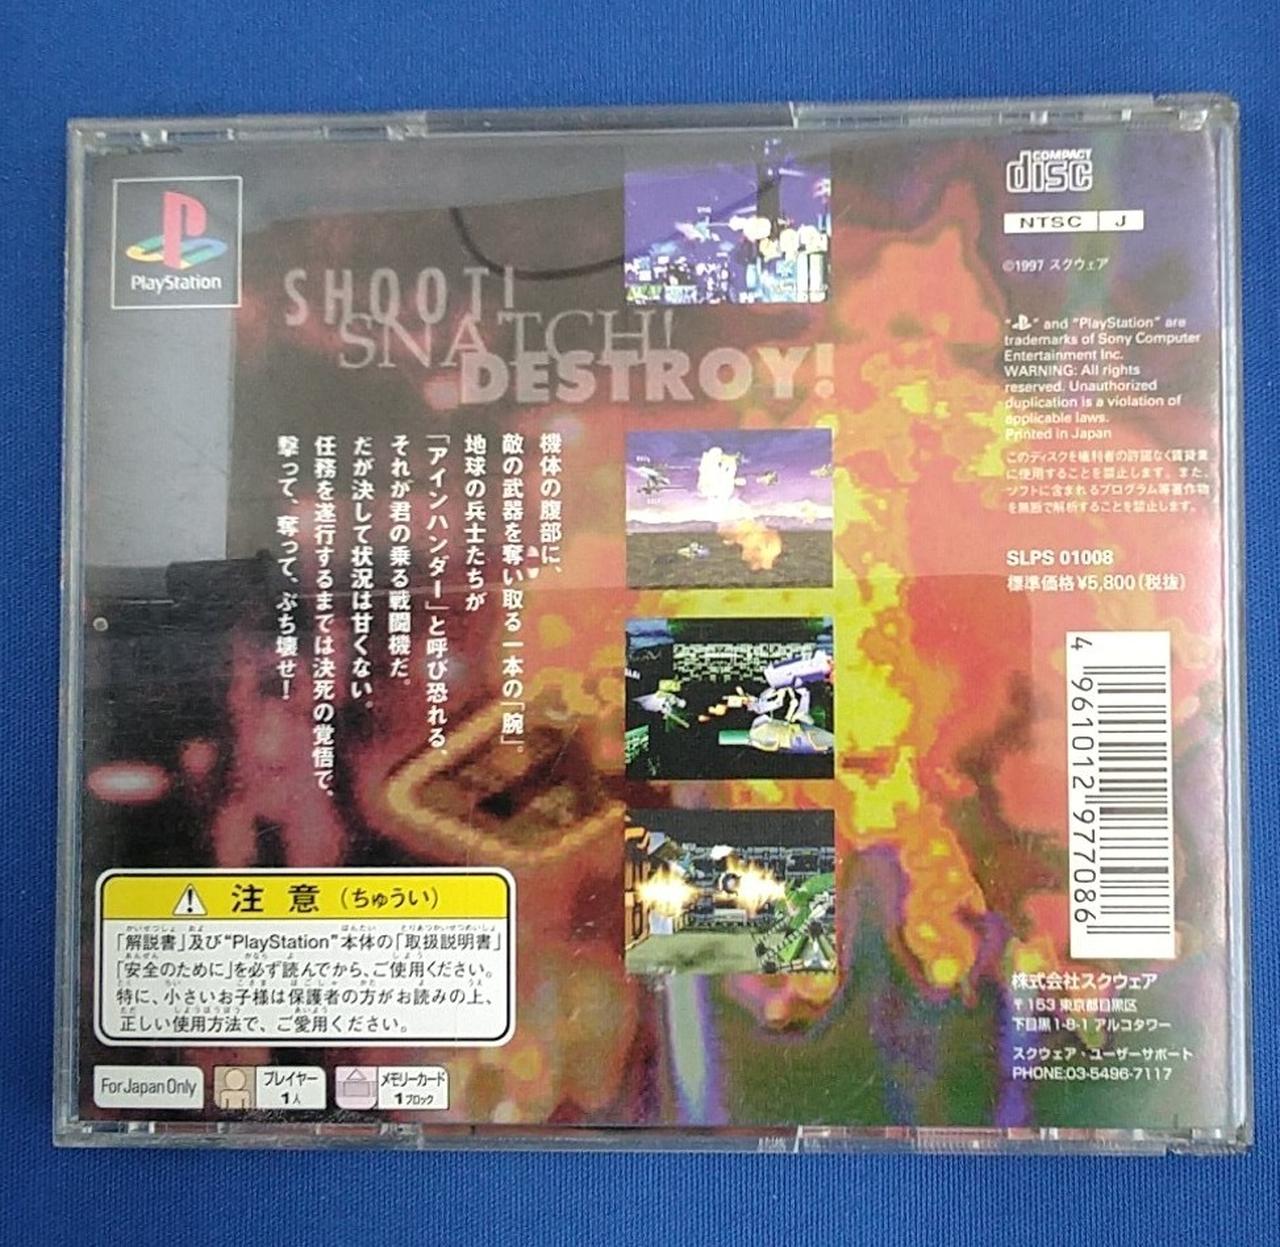 PlayStation
SHOOT!
SNATCH!
DESTROY!
機体の腹部に、
敵の武器を奪い取る一本の「腕」。
地球の兵士たちが
「アインハンダー」と呼び恐れる、
それが君の乗る戦闘機だ。
だが決して状況は甘くない。
任務を遂行するまでは決死の覚悟で、
撃って、奪って、ぶち壊せ!
注意(ちゅうい)
「解説書」及び“PlayStation”本体の「取扱説明書」
「安全のために」を必ず読んでから、ご使用ください。
特に、小さいお子様は保護者の方がお読みの上、
正しい使用方法で、ご愛用ください。
For Japan Only
プレイヤー
1人
メモリーカード
1ブロック
COMPACT
disc
NTSC J
©1997 スクウェア
“ ” and “PlayStation” are
trademarks of Sony Computer
Entertainment Inc.
WARNING: All rights
reserved. Unauthorized
duplication is a violation of
applicable laws.
Printed in Japan
このディスクを権利者の許諾なく賃貸業
に使用することを禁止します。また、
ソフトに含まれるプログラム等著作物
を無断で解析することを禁止します。
SLPS 01008
標準価格¥5,800(税抜)
4 961012 977086
株式会社スクウェア
〒153 東京都目黒区
下目黒1-8-1 アルコタワー
スクウェア・ユーザーサポート
PHONE:03-5496-7117